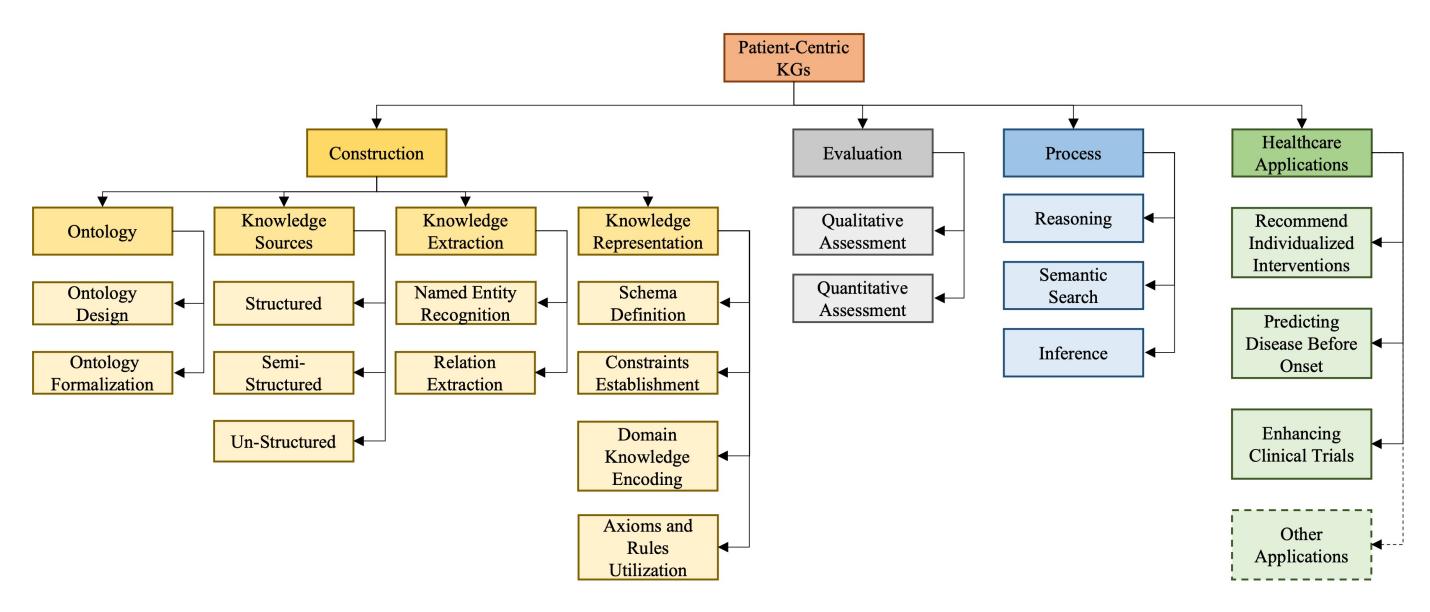 Patient-Centric
KGs
Construction
Evaluation
Process
Healthcare
Applications
Ontology
Knowledge
Sources
Knowledge
Extraction
Knowledge
Representation
Ontology
Design
Ontology
Formalization
Structured
Semi-
Structured
Un-Structured
Named Entity
Recognition
Relation
Extraction
Schema
Definition
Constraints
Establishment
Domain
Knowledge
Encoding
Axioms and
Rules
Utilization
Qualitative
Assessment
Quantitative
Assessment
Reasoning
Semantic
Search
Inference
Recommend
Individualized
Interventions
Predicting
Disease Before
Onset
Enhancing
Clinical Trials
Other
Applications